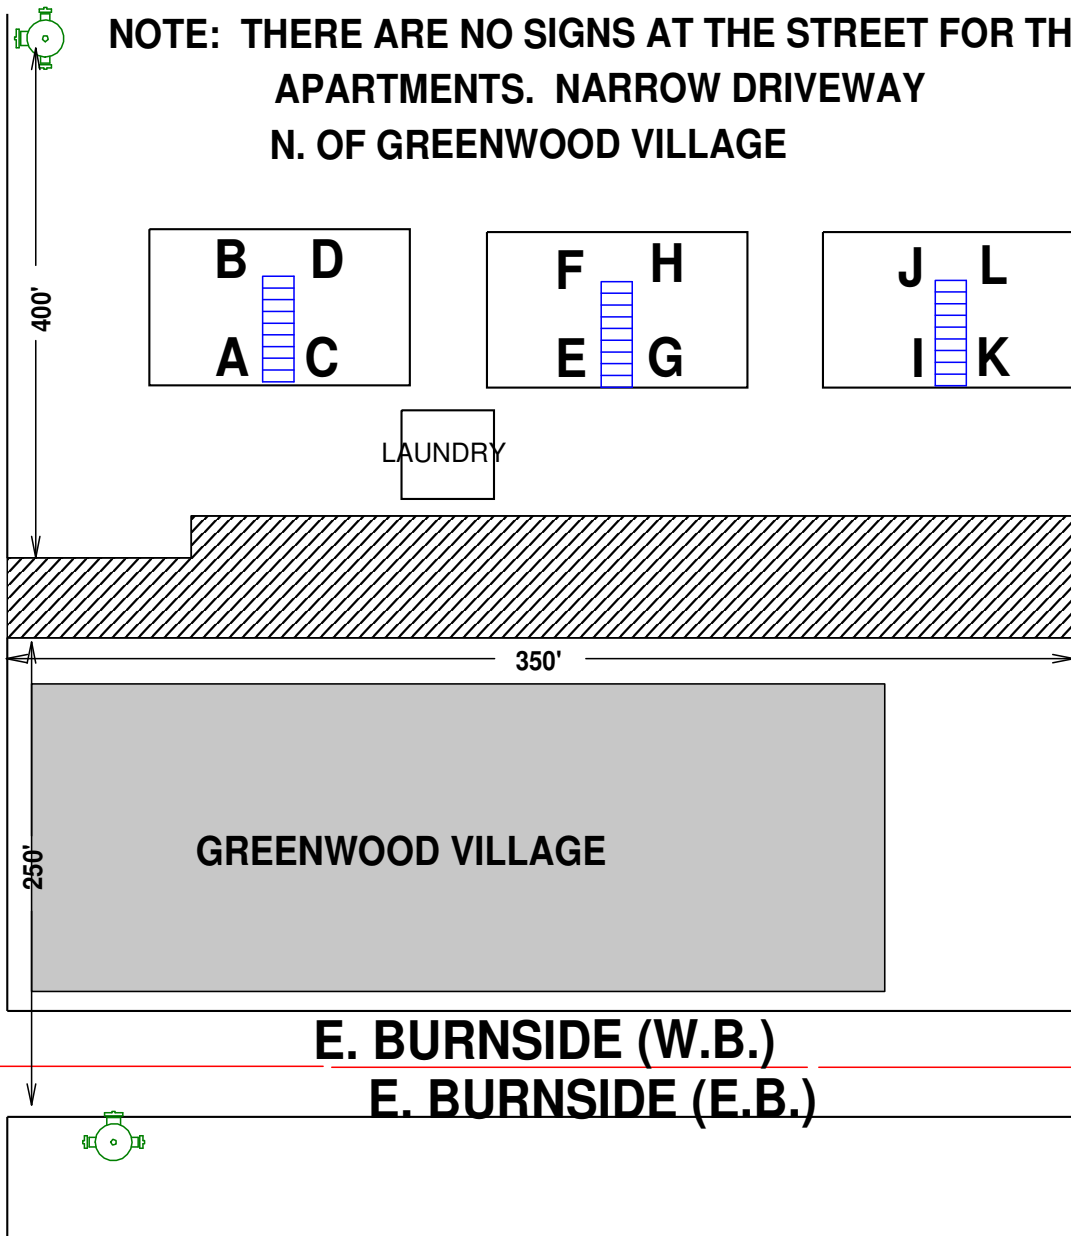 NOTE: THERE ARE NO SIGNS AT THE STREET FOR TH
APARTMENTS. NARROW DRIVEWAY
N. OF GREENWOOD VILLAGE
B D
F H
J L
400'
A C
E G
I K
LAUNDRY
350'
250'
GREENWOOD VILLAGE
E. BURNSIDE (W.B.)
E. BURNSIDE (E.B.)